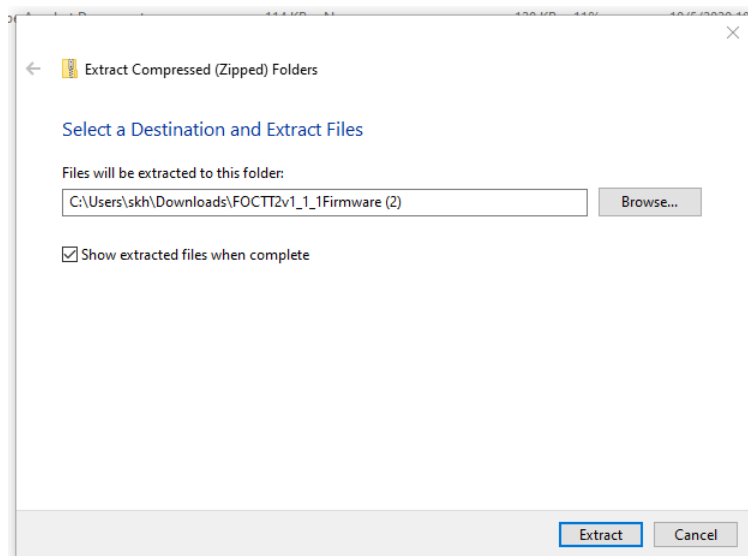 Extract Compressed (Zipped) Folders
Select a Destination and Extract Files
Files will be extracted to this folder:
C:\Users\skh\Downloads\FOCTT2v1_1_1Firmware (2)
Browse...
Show extracted files when complete
Extract
Cancel